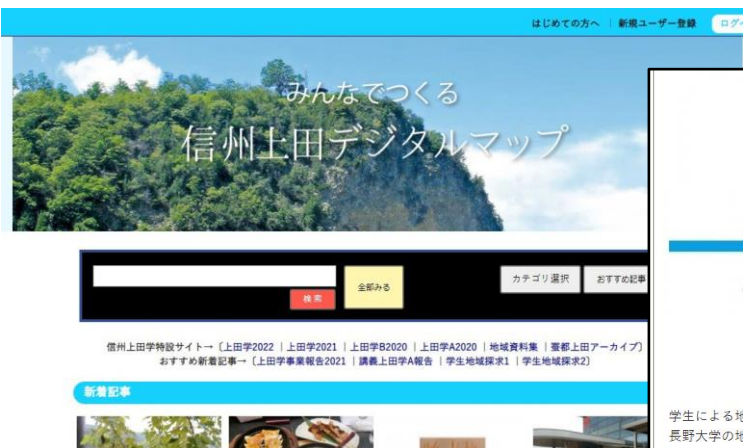 はじめての方へ | 新規ユーザー登録 ログ
みんなでつくる
信州上田デジタルマップ
検索
全部みる
カテゴリ選択
おすすめ記事
信州上田学特設サイト→〔上田学2022 | 上田学2021 | 上田学B2020 | 上田学A2020 | 地域資料集 | 蚕都上田アーカイブ〕
おすすめ新着記事→〔上田学事業報告2021 | 講義上田学A報告 | 学生地域探求1 | 学生地域探求2〕
新着記事
学生による地
長野大学の地